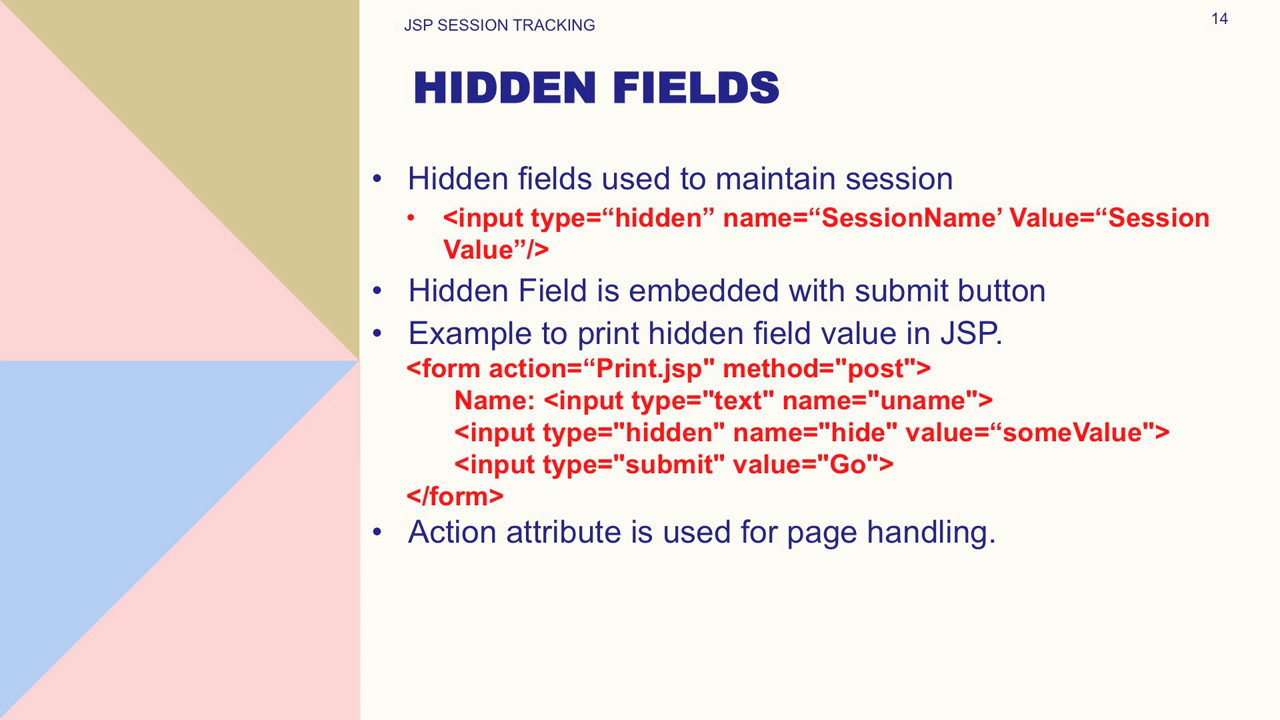 JSP SESSION TRACKING
14
HIDDEN FIELDS
• Hidden fields used to maintain session
• <input type=“hidden” name=“SessionName’ Value=“Session
Value”/>
• Hidden Field is embedded with submit button
• Example to print hidden field value in JSP.
<form action=“Print.jsp" method="post">
Name: <input type="text" name="uname">
<input type="hidden" name="hide" value=“someValue">
<input type="submit" value="Go">
</form>
• Action attribute is used for page handling.